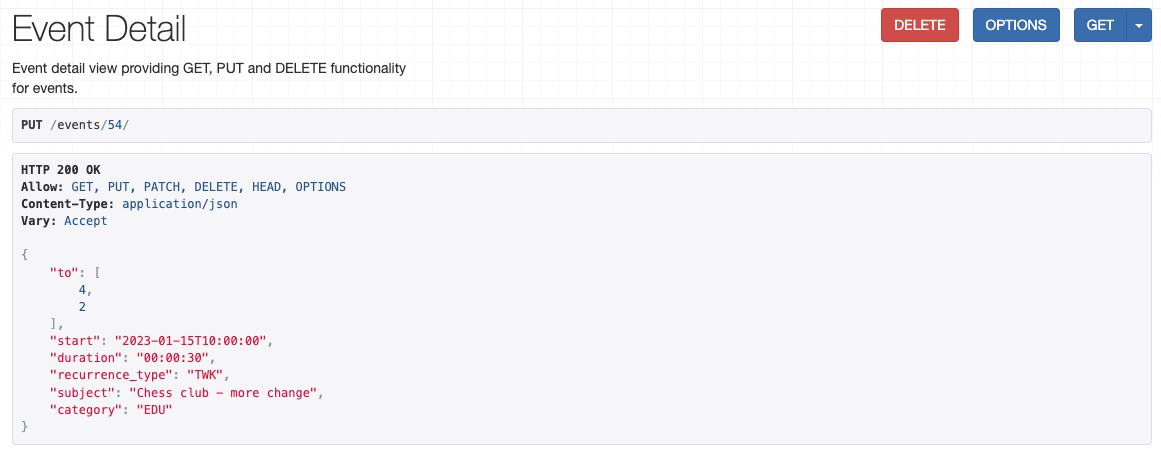 Event Detail
DELETE
OPTIONS
GET
Event detail view providing GET, PUT and DELETE functionality
for events.
PUT /events/54/
HTTP 200 OK
Allow: GET, PUT, PATCH, DELETE, HEAD, OPTIONS
Content-Type: application/json
Vary: Accept
{
    "to": [
        4,
        2
    ],
    "start": "2023-01-15T10:00:00",
    "duration": "00:00:30",
    "recurrence_type": "TWK",
    "subject": "Chess club - more change",
    "category": "EDU"
}